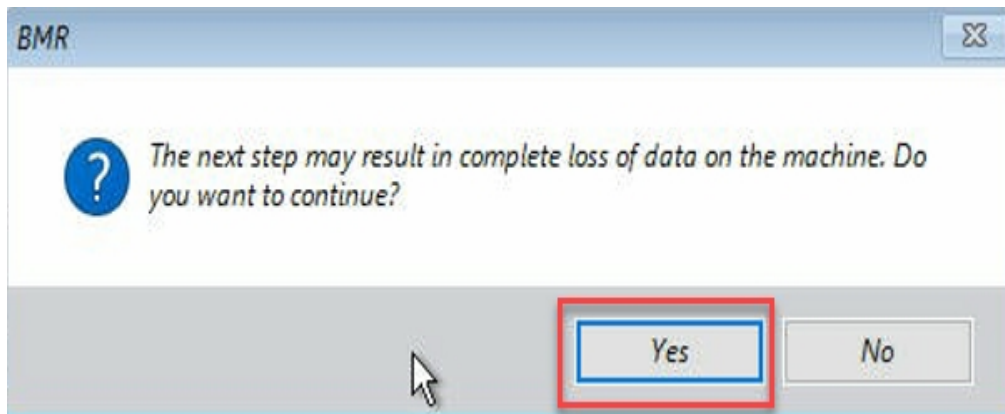 BMR
The next step may result in complete loss of data on the machine. Do
you want to continue?
Yes
No